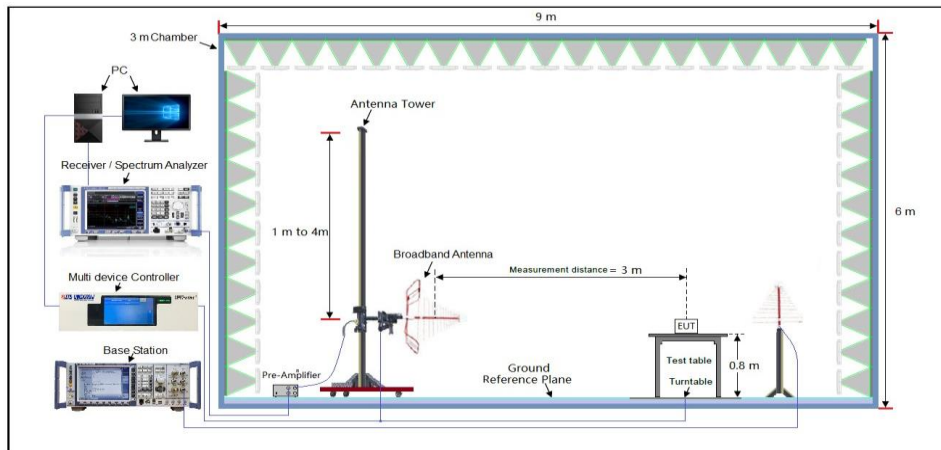 9 m
3 m Chamber
PC
Antenna Tower
Receiver / Spectrum Analyzer
6 m
1 m to 4m
Broadband Antenna
Measurement distance = 3 m
Multi device Controller
EUT
Base Station
Test table
0.8 m
Ground
Reference Plane
Pre-Amplifier
Turntable